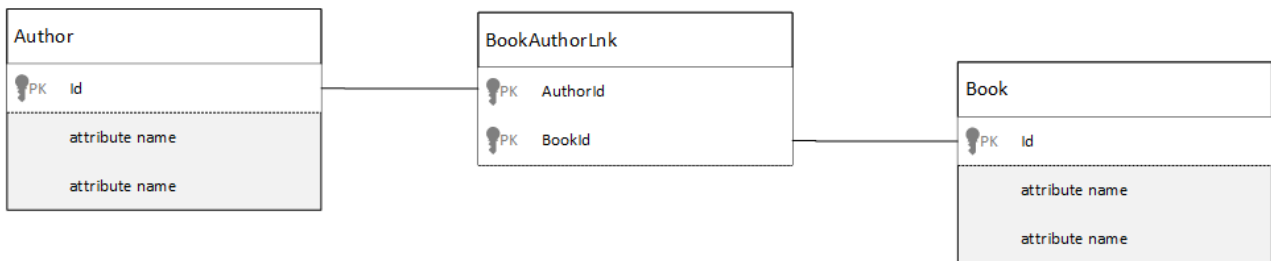 Author
PK Id
attribute name
attribute name
BookAuthorLnk
PK AuthorId
PK BookId
Book
PK Id
attribute name
attribute name